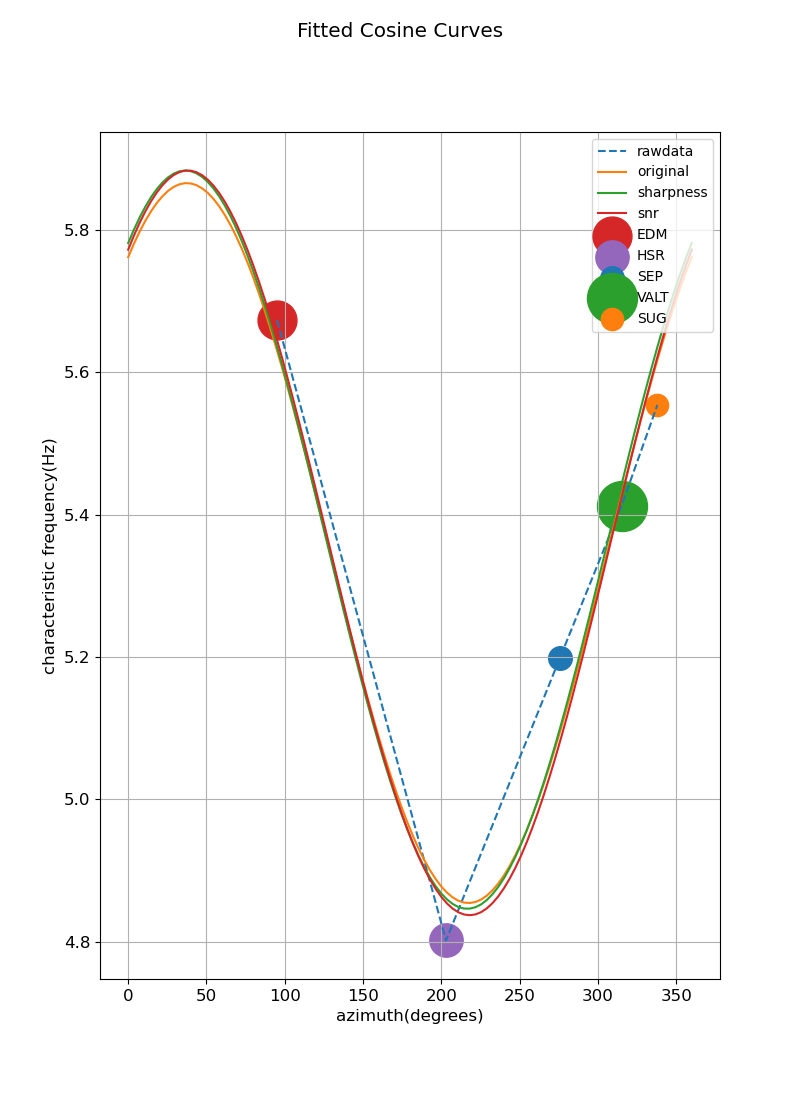 Fitted Cosine Curves
rawdata
original
sharpness
snr
EDM
HSR
SEP
VALT
SUG
5.8
5.6
5.4
5.2
5.0
4.8
characteristic frequency(Hz)
0 50 100 150 200 250 300 350
azimuth(degrees)